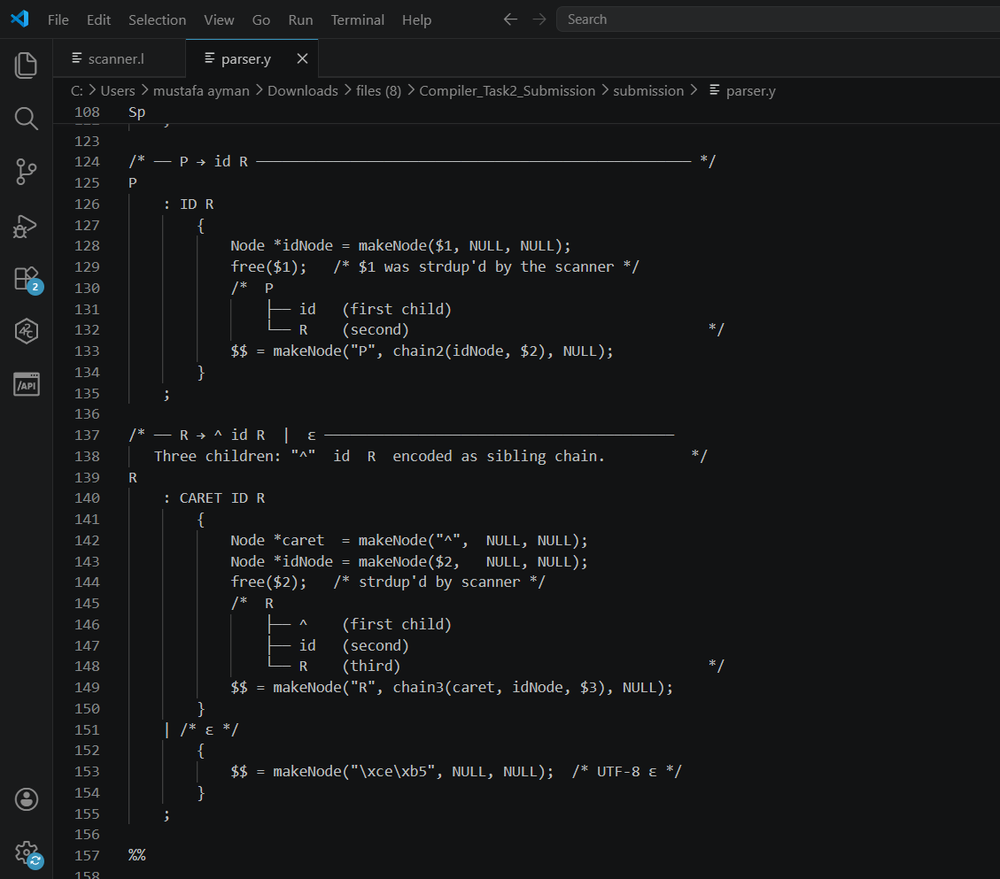 File Edit Selection View Go Run Terminal Help
Search
scanner.l
parser.y
C: > Users > mustafa ayman > Downloads > files (8) > Compiler_Task2_Submission > submission > parser.y
108 Sp
123
124 /* ── P → id R ─────────────────────────────────────────────────── */
125 P
126     : ID R
127         {
128             Node *idNode = makeNode($1, NULL, NULL);
129             free($1);   /* $1 was strdup'd by the scanner */
130             /*  P
131                 ├── id   (first child)
132                 └── R    (second)                                   */
133             $$ = makeNode("P", chain2(idNode, $2), NULL);
134         }
135     ;
136
137 /* ── R → ^ id R  |  ε ─────────────────────────────────────────
138    Three children: "^"  id  R  encoded as sibling chain.          */
139 R
140     : CARET ID R
141         {
142             Node *caret  = makeNode("^",  NULL, NULL);
143             Node *idNode = makeNode($2,   NULL, NULL);
144             free($2);   /* strdup'd by scanner */
145             /*  R
146                 ├── ^    (first child)
147                 ├── id   (second)
148                 └── R    (third)                                    */
149             $$ = makeNode("R", chain3(caret, idNode, $3), NULL);
150         }
151     | /* ε */
152         {
153             $$ = makeNode("\xce\xb5", NULL, NULL);  /* UTF-8 ε */
154         }
155     ;
156
157 %%
158
2
/API